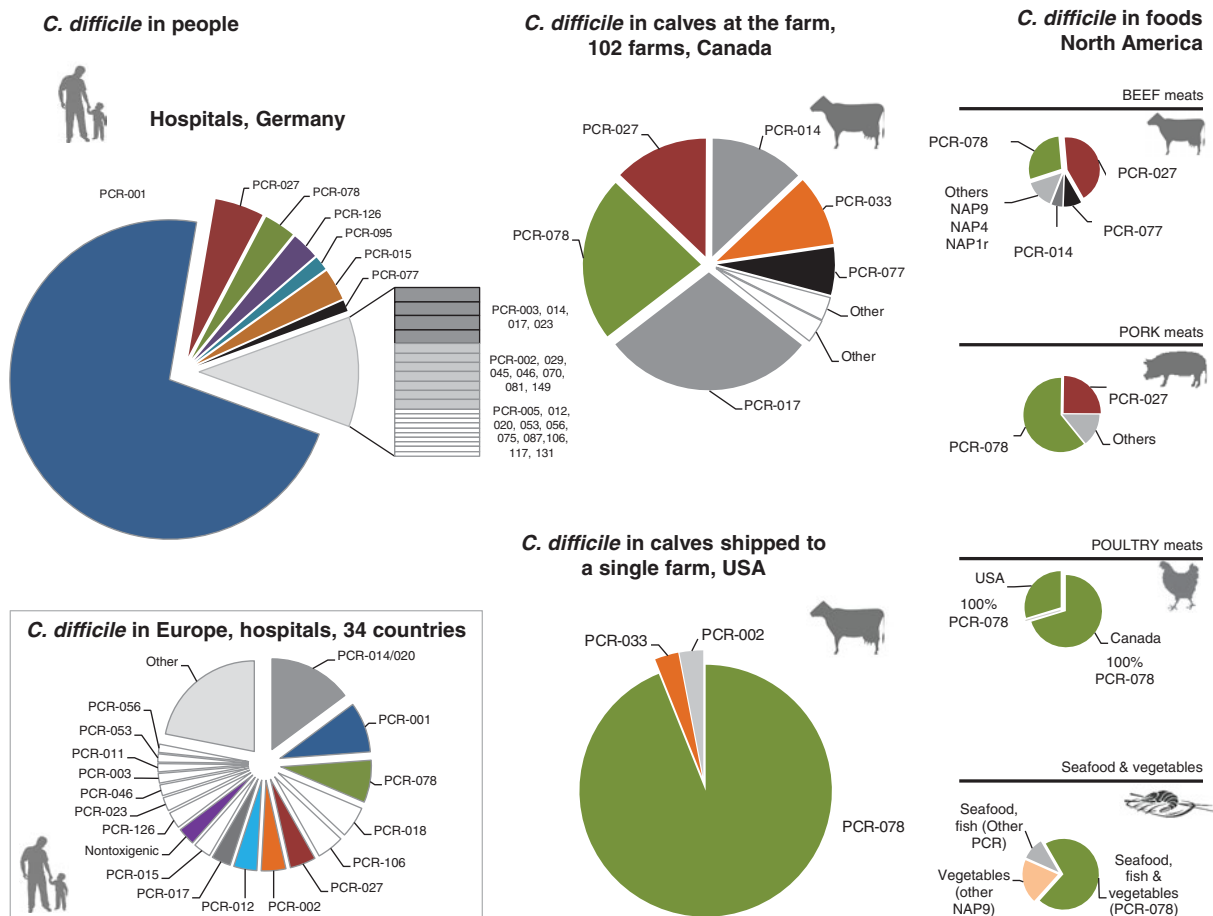 C. difficile in people
Hospitals, Germany
PCR-001
PCR-027
PCR-078
PCR-126
PCR-095
PCR-015
PCR-077
PCR-003, 014,
017, 023
PCR-002, 029,
045, 046, 070,
081, 149
PCR-005, 012,
020, 053, 056,
075, 087,106,
117, 131
C. difficile in Europe, hospitals, 34 countries
Other
PCR-014/020
PCR-001
PCR-078
PCR-018
PCR-106
PCR-027
PCR-002
PCR-012
PCR-017
PCR-015
Nontoxigenic
PCR-126
PCR-023
PCR-046
PCR-003
PCR-011
PCR-053
PCR-056
C. difficile in calves at the farm,
102 farms, Canada
PCR-027
PCR-014
PCR-033
PCR-077
Other
Other
PCR-017
PCR-078
C. difficile in calves shipped to
a single farm, USA
PCR-033
PCR-002
PCR-078
C. difficile in foods
North America
BEEF meats
PCR-078
PCR-027
Others
NAP9
NAP4
NAP1r
PCR-014
PCR-077
PORK meats
PCR-027
Others
PCR-078
POULTRY meats
USA
100%
PCR-078
Canada
100%
PCR-078
Seafood & vegetables
Seafood,
fish (Other
PCR)
Vegetables
(other
NAP9)
Seafood,
fish &
vegetables
(PCR-078)